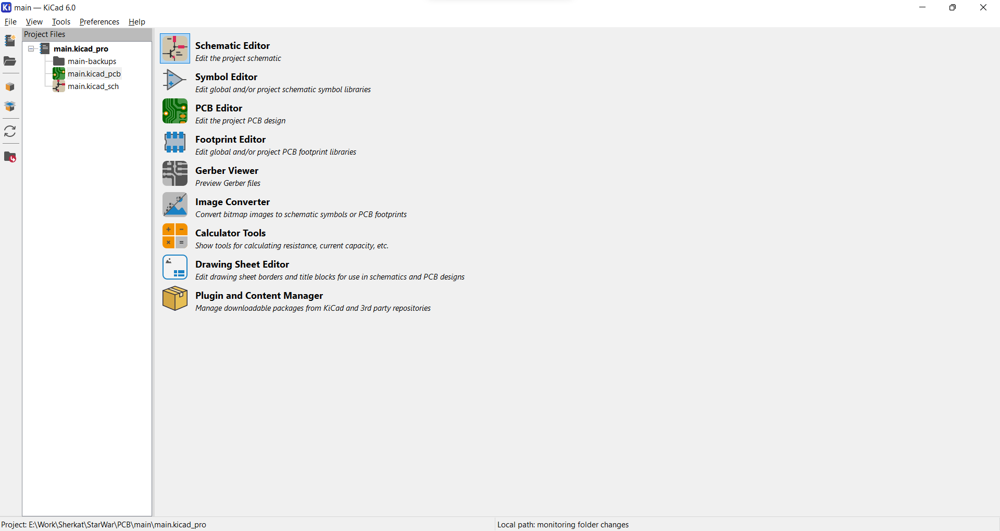 Ki main — KiCad 6.0
File View Tools Preferences Help
Project Files
main.kicad_pro
main-backups
main.kicad_pcb
main.kicad_sch
Schematic Editor
Edit the project schematic
Symbol Editor
Edit global and/or project schematic symbol libraries
PCB Editor
Edit the project PCB design
Footprint Editor
Edit global and/or project PCB footprint libraries
Gerber Viewer
Preview Gerber files
Image Converter
Convert bitmap images to schematic symbols or PCB footprints
Calculator Tools
Show tools for calculating resistance, current capacity, etc.
Drawing Sheet Editor
Edit drawing sheet borders and title blocks for use in schematics and PCB designs
Plugin and Content Manager
Manage downloadable packages from KiCad and 3rd party repositories
Project: E:\Work\Sherkat\StarWar\PCB\main\main.kicad_pro
Local path: monitoring folder changes